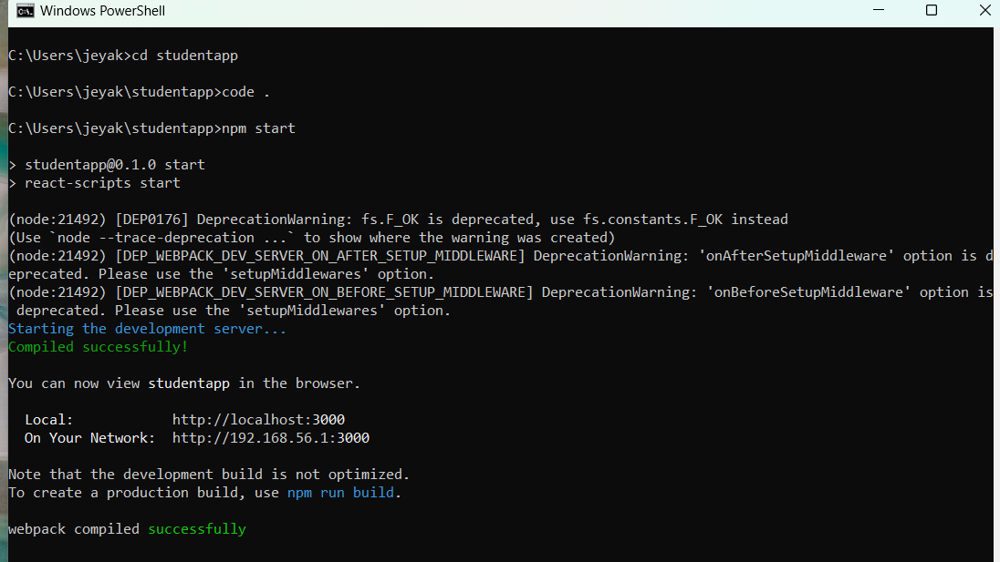 Windows PowerShell
C:\Users\jeyak>cd studentapp
C:\Users\jeyak\studentapp>code .
C:\Users\jeyak\studentapp>npm start
> studentapp@0.1.0 start
> react-scripts start
(node:21492) [DEP0176] DeprecationWarning: fs.F_OK is deprecated, use fs.constants.F_OK instead
(Use `node --trace-deprecation ...` to show where the warning was created)
(node:21492) [DEP_WEBPACK_DEV_SERVER_ON_AFTER_SETUP_MIDDLEWARE] DeprecationWarning: 'onAfterSetupMiddleware' option is d
eprecated. Please use the 'setupMiddlewares' option.
(node:21492) [DEP_WEBPACK_DEV_SERVER_ON_BEFORE_SETUP_MIDDLEWARE] DeprecationWarning: 'onBeforeSetupMiddleware' option is
 deprecated. Please use the 'setupMiddlewares' option.
Starting the development server...
Compiled successfully!
You can now view studentapp in the browser.
  Local:            http://localhost:3000
  On Your Network:  http://192.168.56.1:3000
Note that the development build is not optimized.
To create a production build, use npm run build.
webpack compiled successfully